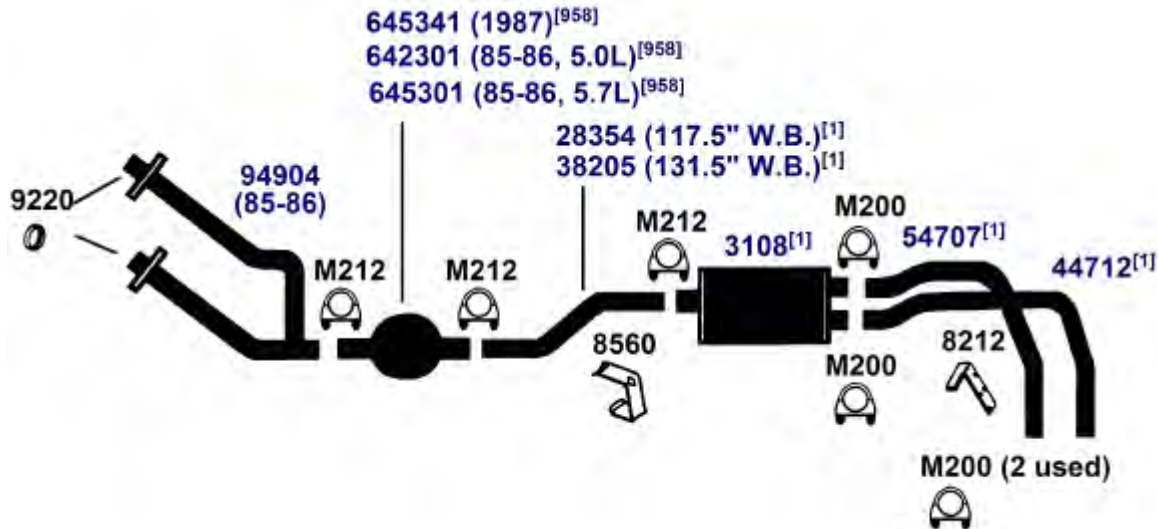 645341 (1987)[958]
642301 (85-86, 5.0L)[958]
645301 (85-86, 5.7L)[958]
28354 (117.5" W.B.)[1]
38205 (131.5" W.B.)[1]
9220
94904
(85-86)
M212
M212
M212
3108[1]
M200
54707[1]
44712[1]
8560
M200
8212
M200 (2 used)